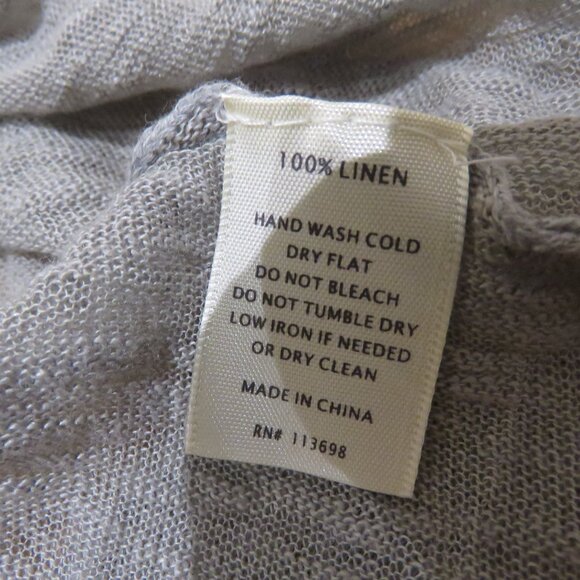 100% LINEN
HAND WASH COLD
DRY FLAT
DO NOT BLEACH
DO NOT TUMBLE DRY
LOW IRON IF NEEDED
OR DRY CLEAN
MADE IN CHINA
RN# 113698